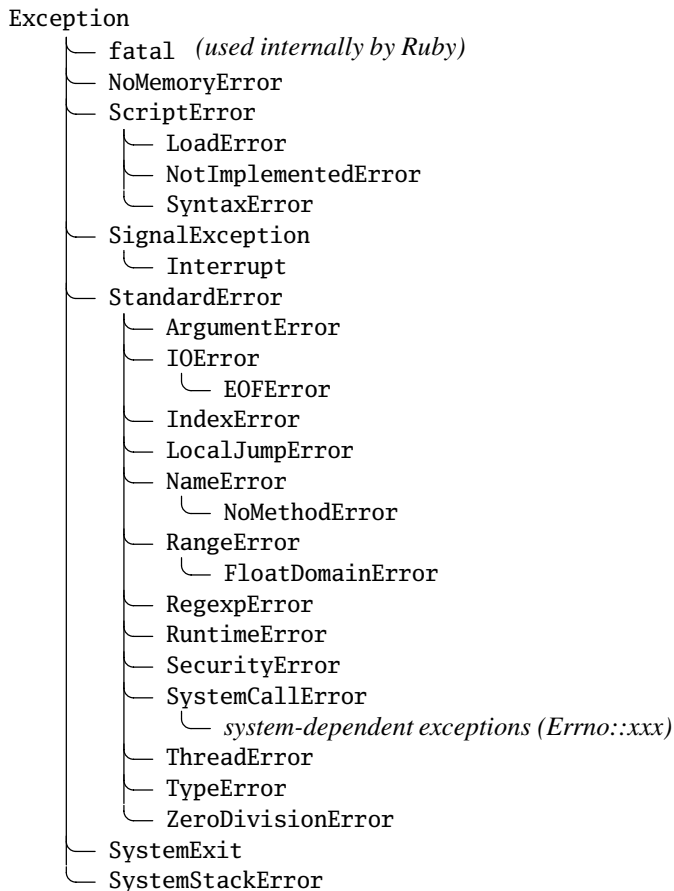 Exception
fatal (used internally by Ruby)
NoMemoryError
ScriptError
LoadError
NotImplementedError
SyntaxError
SignalException
Interrupt
StandardError
ArgumentError
IOError
EOFError
IndexError
LocalJumpError
NameError
NoMethodError
RangeError
FloatDomainError
RegexpError
RuntimeError
SecurityError
SystemCallError
system-dependent exceptions (Errno::xxx)
ThreadError
TypeError
ZeroDivisionError
SystemExit
SystemStackError